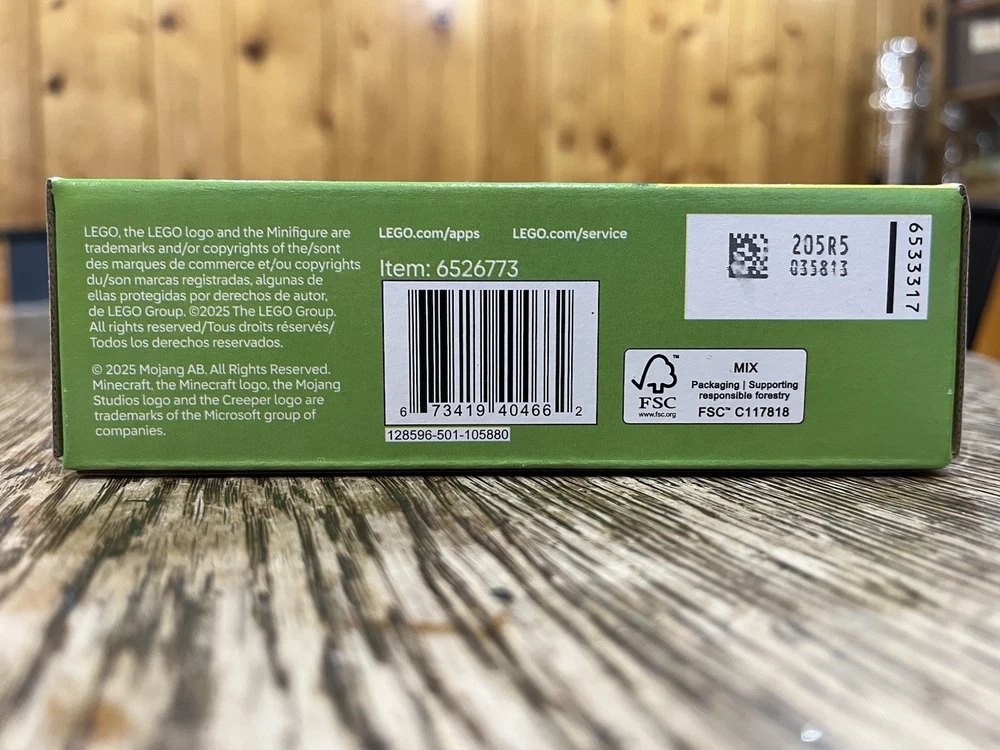 LEGO, the LEGO logo and the Minifigure are
trademarks and/or copyrights of the/sont
des marques de commerce et/ou copyrights
du/son marcas registradas, algunas de
ellas protegidas por derechos de autor,
de LEGO Group. ©2025 The LEGO Group.
All rights reserved/Tous droits réservés/
Todos los derechos reservados.
© 2025 Mojang AB. All Rights Reserved.
Minecraft, the Minecraft logo, the Mojang
Studios logo and the Creeper logo are
trademarks of the Microsoft group of
companies.
LEGO.com/apps LEGO.com/service
Item: 6526773
6 73419 40466 2
128596-501-105880
FSC
www.fsc.org
MIX
Packaging | Supporting
responsible forestry
FSC™ C117818
205R5
035813
6533317